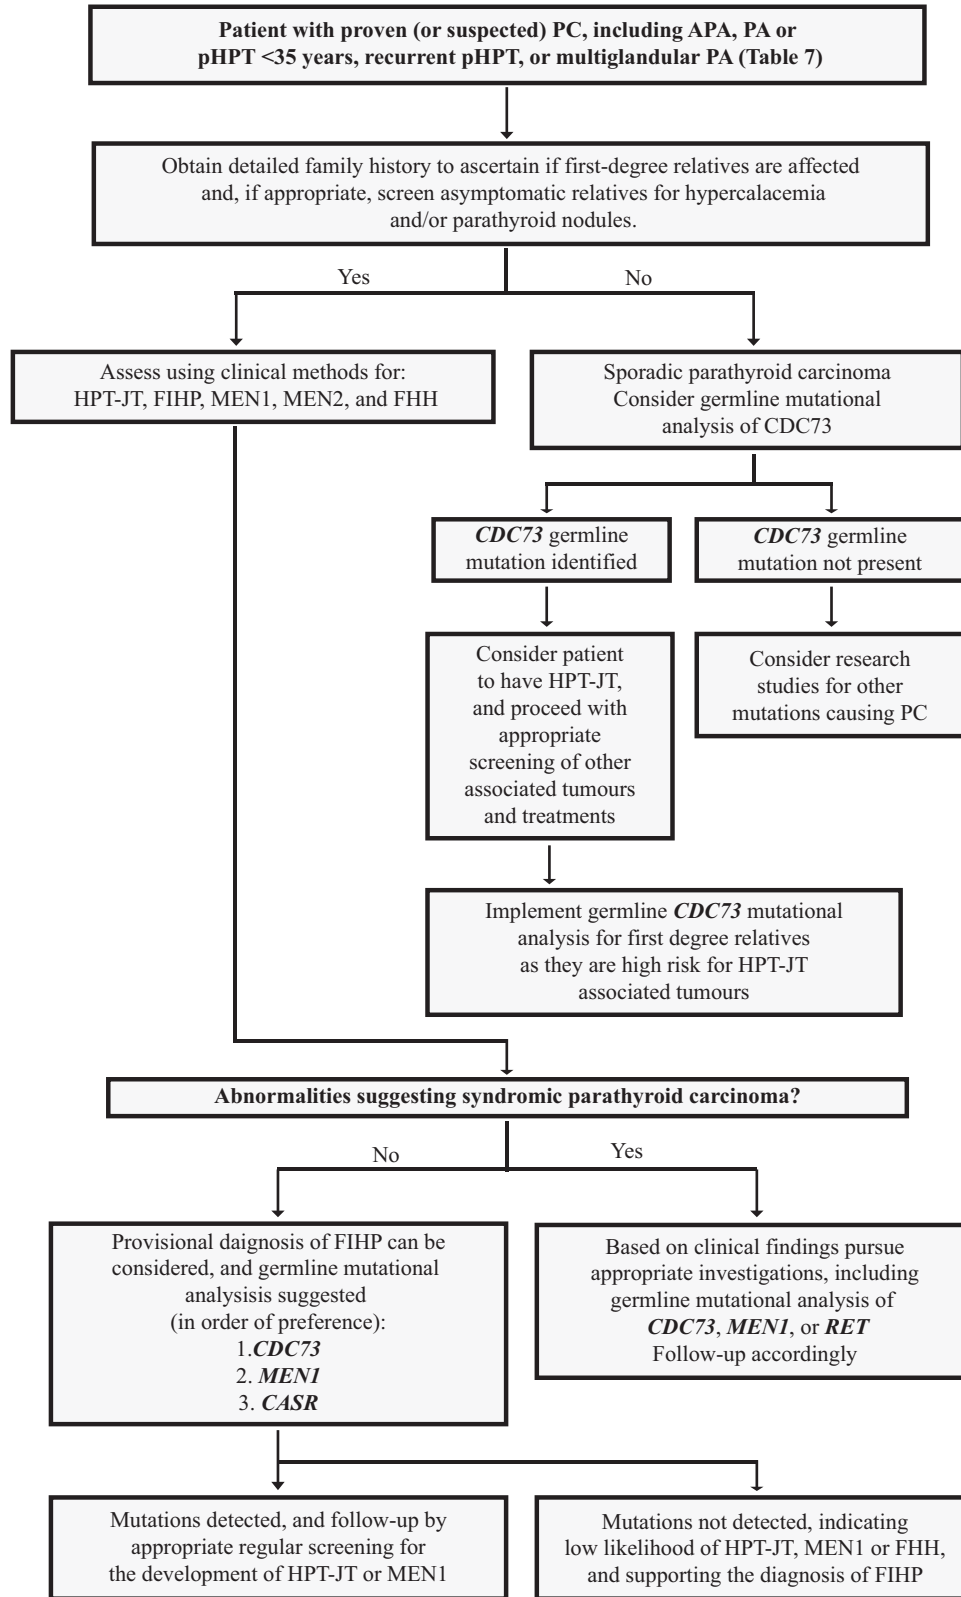 Patient with proven (or suspected) PC, including APA, PA or
pHPT <35 years, recurrent pHPT, or multiglandular PA (Table 7)
Obtain detailed family history to ascertain if first-degree relatives are affected
and, if appropriate, screen asymptomatic relatives for hypercalacemia
and/or parathyroid nodules.
Yes
No
Assess using clinical methods for:
HPT-JT, FIHP, MEN1, MEN2, and FHH
Sporadic parathyroid carcinoma
Consider germline mutational
analysis of CDC73
CDC73 germline
mutation identified
CDC73 germline
mutation not present
Consider patient
to have HPT-JT,
and proceed with
appropriate
screening of other
associated tumours
and treatments
Consider research
studies for other
mutations causing PC
Implement germline CDC73 mutational
analysis for first degree relatives
as they are high risk for HPT-JT
associated tumours
Abnormalities suggesting syndromic parathyroid carcinoma?
No
Yes
Provisional daignosis of FIHP can be
considered, and germline mutational
analysisis suggested
(in order of preference):
1.CDC73
2. MEN1
3. CASR
Based on clinical findings pursue
appropriate investigations, including
germline mutational analysis of
CDC73, MEN1, or RET
Follow-up accordingly
Mutations detected, and follow-up by
appropriate regular screening for
the development of HPT-JT or MEN1
Mutations not detected, indicating
low likelihood of HPT-JT, MEN1 or FHH,
and supporting the diagnosis of FIHP